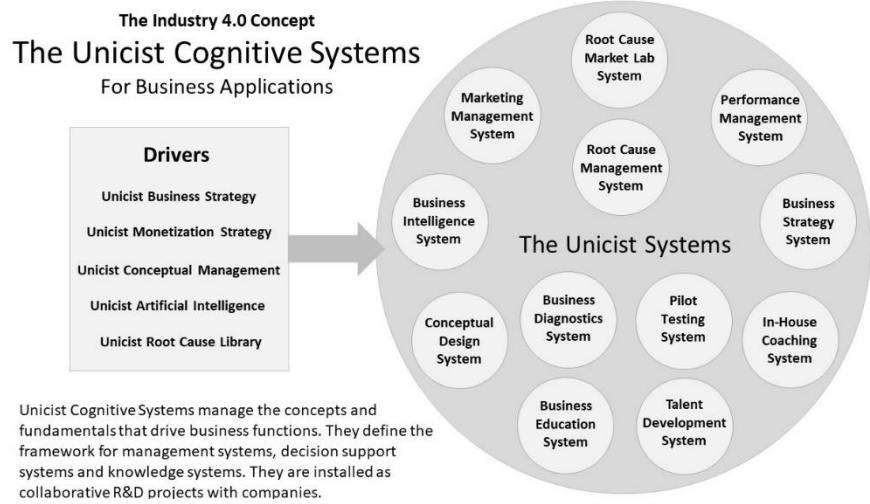 The Industry 4.0 Concept
The Unicist Cognitive Systems
For Business Applications
Drivers
Unicist Business Strategy
Unicist Monetization Strategy
Unicist Conceptual Management
Unicist Artificial Intelligence
Unicist Root Cause Library
Unicist Cognitive Systems manage the concepts and
fundamentals that drive business functions. They define the
framework for management systems, decision support
systems and knowledge systems. They are installed as
collaborative R&D projects with companies.
Root Cause
Market Lab
System
Marketing
Management
System
Performance
Management
System
Root Cause
Management
System
Business
Intelligence
System
Business
Strategy
System
The Unicist Systems
Conceptual
Design
System
Business
Diagnostics
System
Pilot
Testing
System
In-House
Coaching
System
Business
Education
System
Talent
Development
System